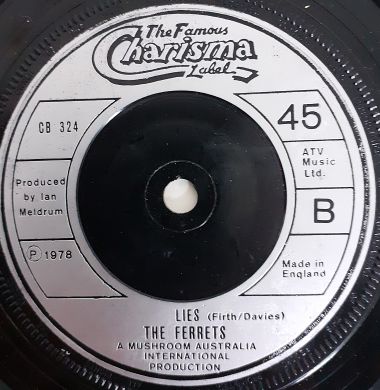 The Famous
Charisma
Label
CB 324
45
ATV
Music
Ltd.
Produced
by Ian
Meldrum
B
Ⓟ 1978
Made in
England
LIES (Firth/Davies)
THE FERRETS
A MUSHROOM AUSTRALIA
INTERNATIONAL
PRODUCTION